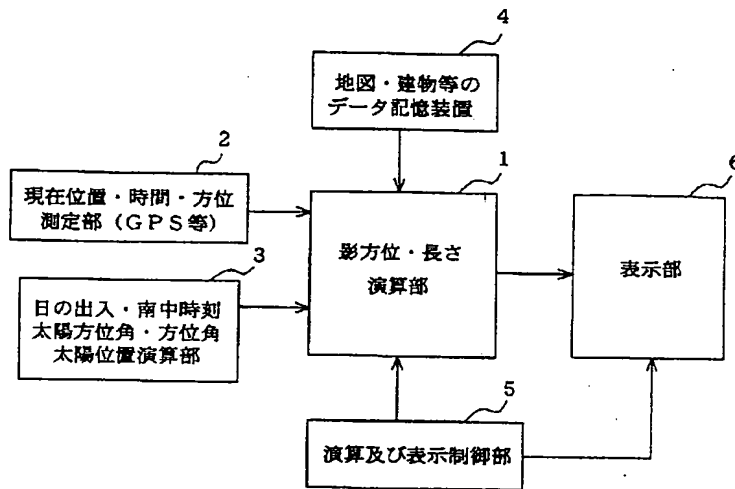 4
地図・建物等の
データ記憶装置
2
現在位置・時間・方位
測定部（GPS等）
1
影方位・長さ
演算部
6
表示部
3
日の出入・南中時刻
太陽方位角・方位角
太陽位置演算部
5
演算及び表示制御部